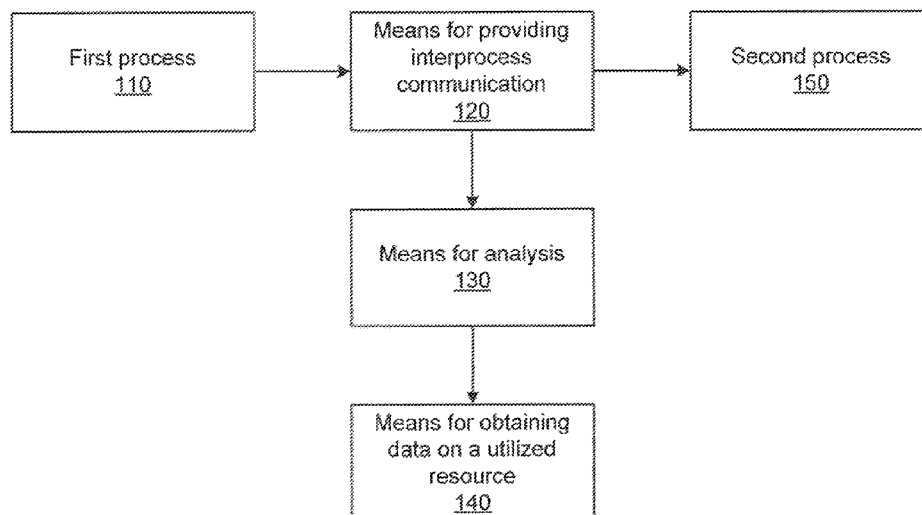 First process
110
Means for providing
interprocess
communication
120
Second process
150
Means for analysis
130
Means for obtaining
data on a utilized
resource
140